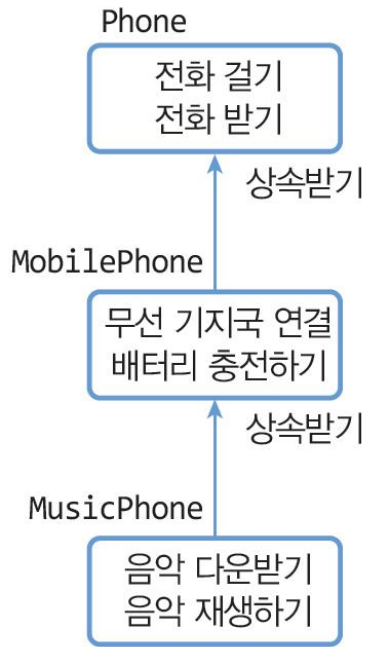 Phone
전화 걸기
전화 받기
상속받기
MobilePhone
무선 기지국 연결
배터리 충전하기
상속받기
MusicPhone
음악 다운받기
음악 재생하기